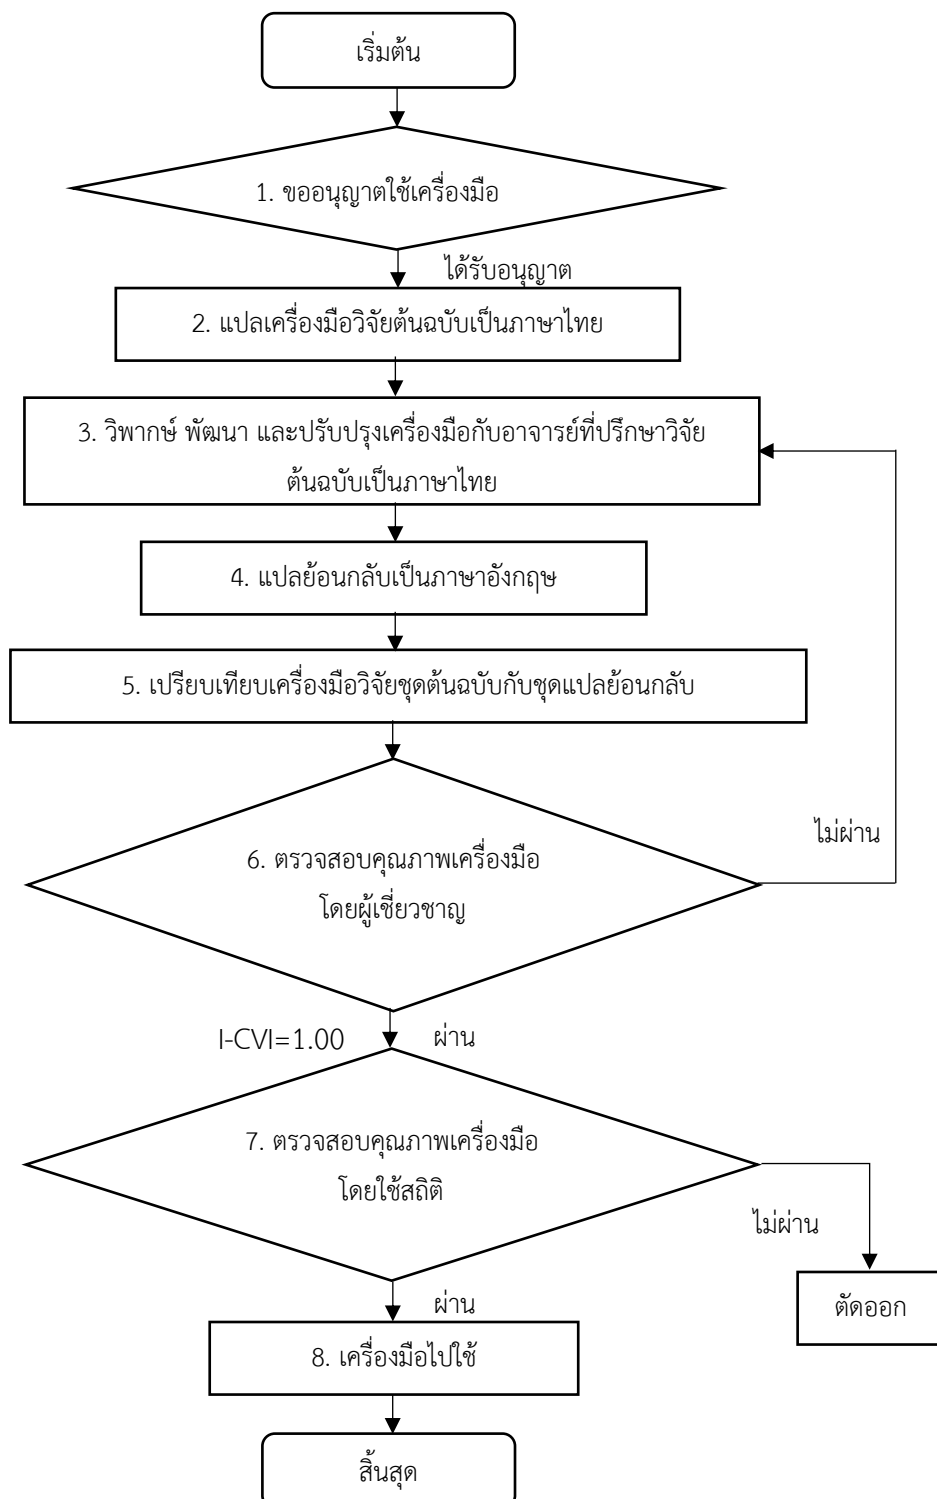 เริ่มต้น
1. ขออนุญาตใช้เครื่องมือ
ได้รับอนุญาต
2. แปลเครื่องมือวิจัยต้นฉบับเป็นภาษาไทย
3. วิพากษ์ พัฒนา และปรับปรุงเครื่องมือกับอาจารย์ที่ปรึกษาวิจัย
ต้นฉบับเป็นภาษาไทย
4. แปลย้อนกลับเป็นภาษาอังกฤษ
5. เปรียบเทียบเครื่องมือวิจัยชุดต้นฉบับกับชุดแปลย้อนกลับ
ไม่ผ่าน
6. ตรวจสอบคุณภาพเครื่องมือ
โดยผู้เชี่ยวชาญ
I-CVI=1.00 ผ่าน
7. ตรวจสอบคุณภาพเครื่องมือ
โดยใช้สถิติ
ไม่ผ่าน
ตัดออก
ผ่าน
8. เครื่องมือไปใช้
สิ้นสุด